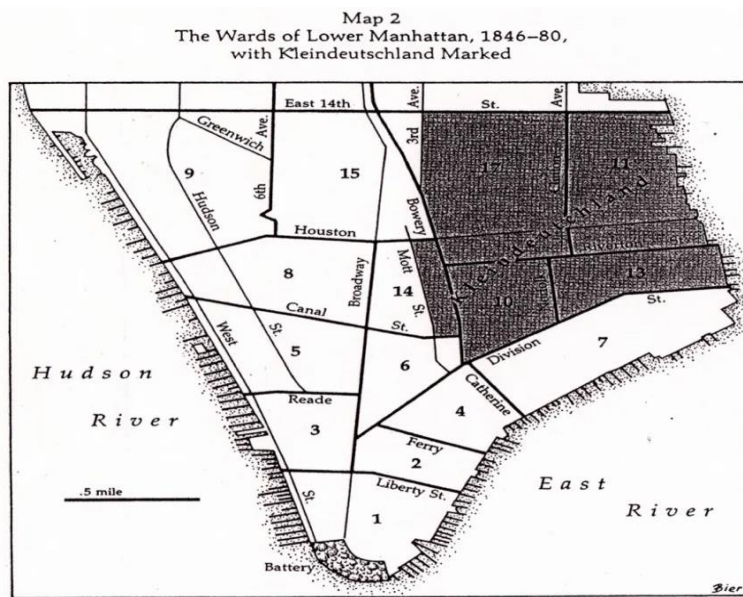 Map 2
The Wards of Lower Manhattan, 1846–80,
with Kleindeutschland Marked
East 14th St.
Greenwich
Ave.
6th
3rd
Ave.
Ave.
17
11
9
15
Hudson
St.
Bowery
Kleindeutschland
Houston
Rivington
8
Broadway
Mott
St.
14
10
13
Canal St.
West
St.
5
6
Division St.
7
Hudson
River
Reade
3
4
Catherine
Ferry
2
Liberty St.
East
River
.5 mile
1
Battery
Bier